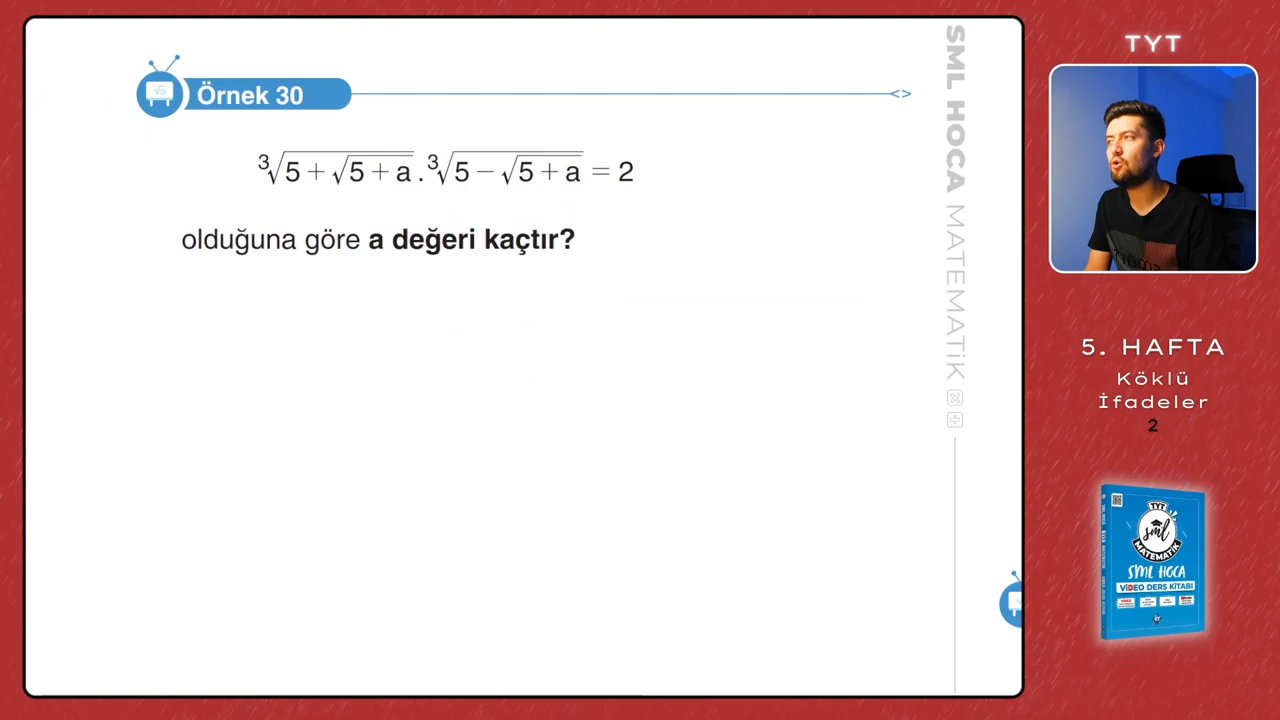 Örnek 30
³√5 + √5 + a . ³√5 − √5 + a = 2
olduğuna göre a değeri kaçtır?
SML HOCA MATEMATİK
TYT
5. HAFTA
Köklü
İfadeler
2
TYT
sml
MATEMATİK
SML HOCA
VİDEO DERS KİTABI